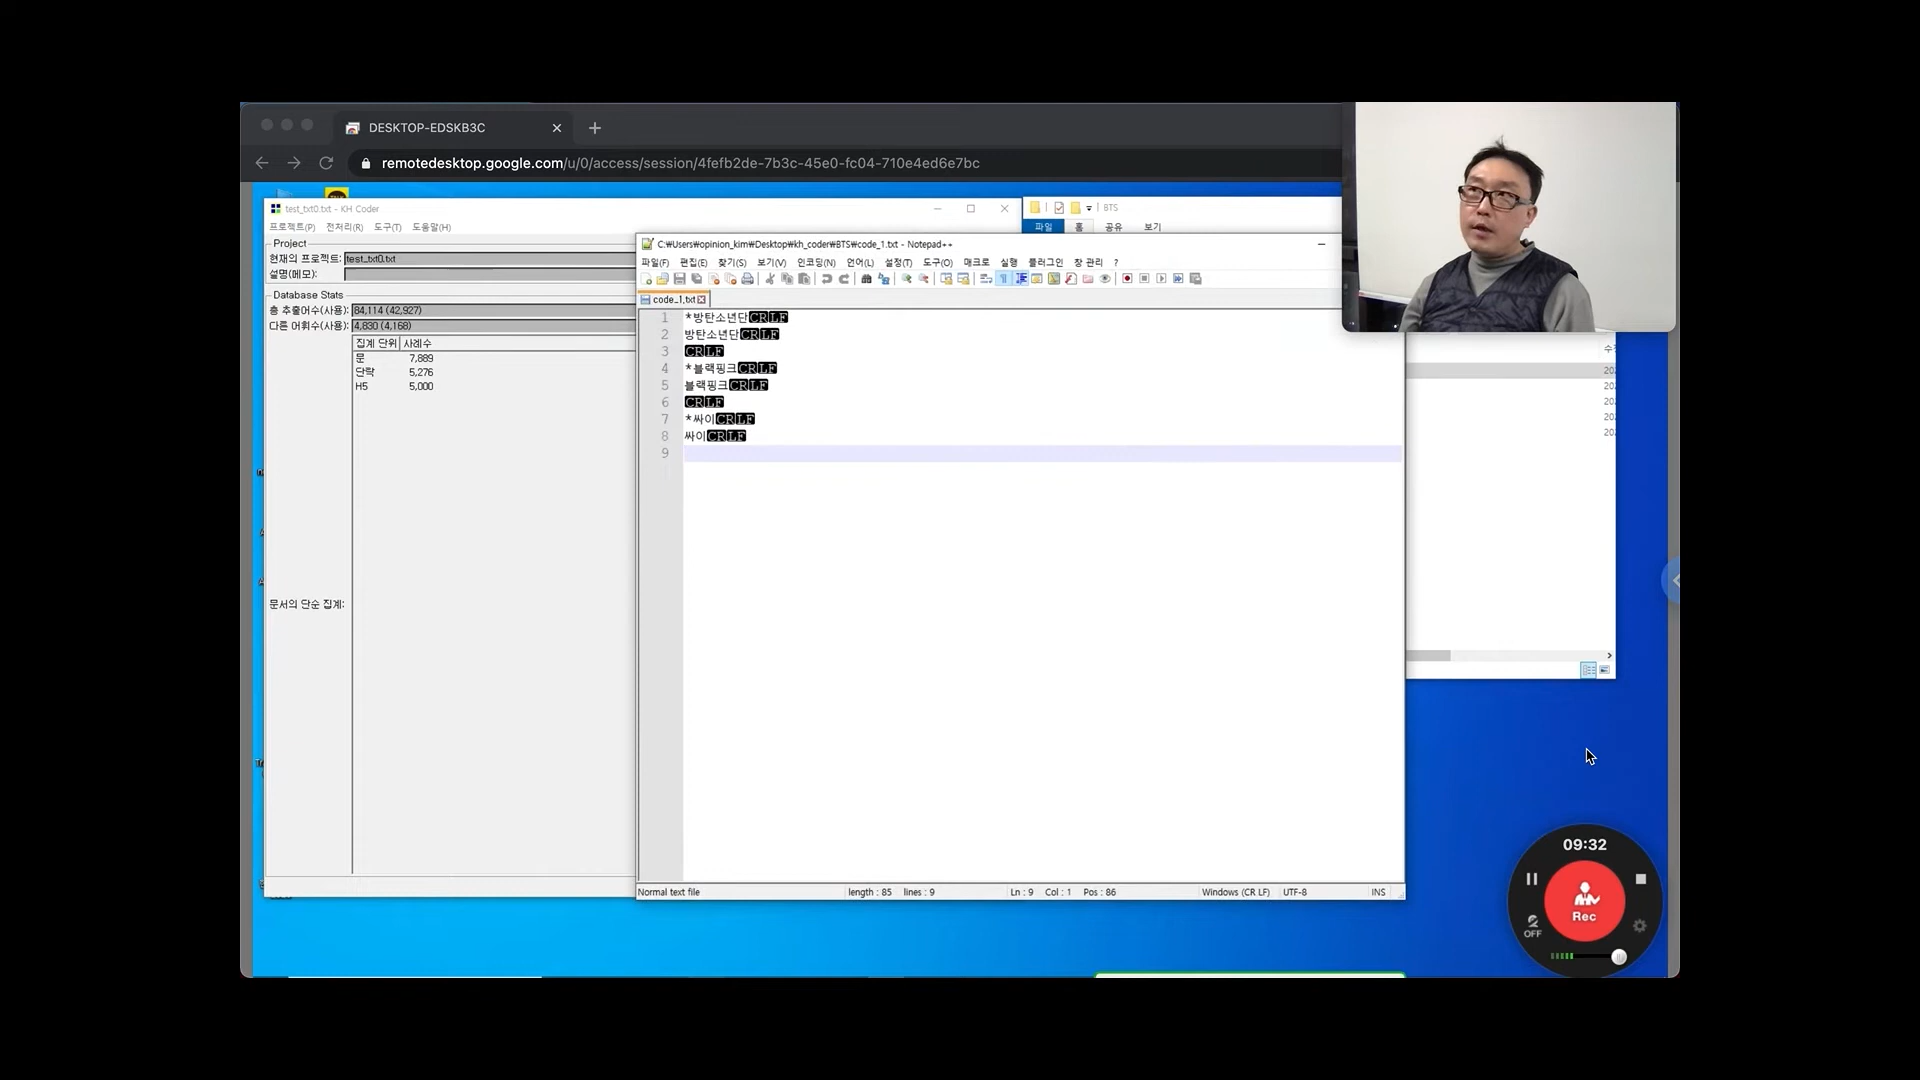 DESKTOP-EDSKB3C
remotedesktop.google.com/u/0/access/session/4fefb2de-7b3c-45e0-fc04-710e4ed6e7bc
test_txt0.txt - KH Coder
프로젝트(P) 전처리(R) 도구(T) 도움말(H)
Project
현재의 프로젝트: test_txt0.txt
설명(메모):
Database Stats
총 추출어수(사용): 84,114 (42,927)
다른 어휘수(사용): 4,830 (4,168)
집계 단위 사례수
문 7,889
단락 5,276
H5 5,000
문서의 단순 집계:
BTS
파일 홈 공유 보기
C:₩Users₩opinion_kim₩Desktop₩kh_coder₩BTS₩code_1.txt - Notepad++
파일(F) 편집(E) 찾기(S) 보기(V) 인코딩(N) 언어(L) 설정(T) 도구(O) 매크로 실행 플러그인 창 관리 ?
code_1.txt
1 *방탄소년단CRLF
2 방탄소년단CRLF
3 CRLF
4 *블랙핑크CRLF
5 블랙핑크CRLF
6 CRLF
7 *싸이CRLF
8 싸이CRLF
9
Normal text file length : 85 lines : 9 Ln : 9 Col : 1 Pos : 86 Windows (CR LF) UTF-8 INS
09:32
Rec
OFF